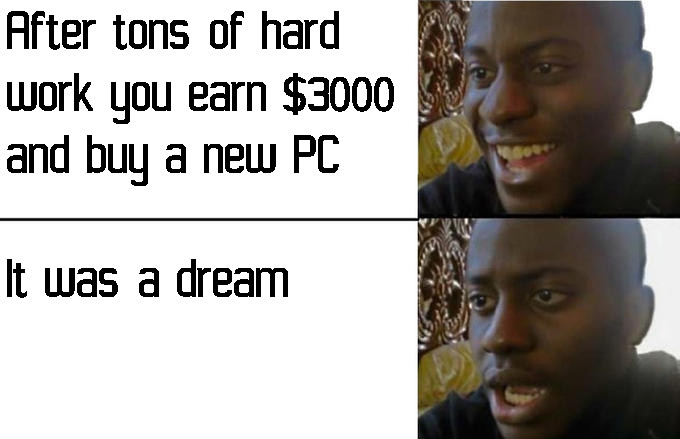 After tons of hard
work you earn $3000
and buy a new PC
It was a dream